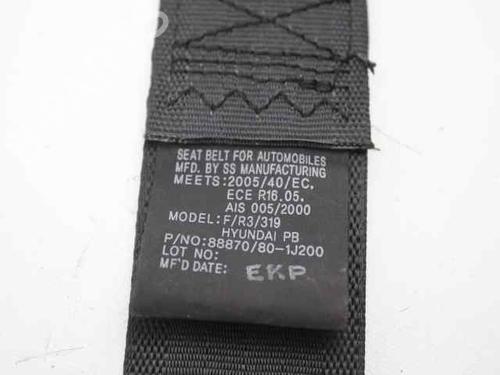 SEAT BELT FOR AUTOMOBILES
MFD. BY SS MANUFACTURING
MEETS:2005/40/EC.
ECE R16.05.
AIS 005/2000
MODEL:F/R3/319
HYUNDAI PB
P/NO:88870/80-1J200
LOT NO:
MF'D DATE: EKP